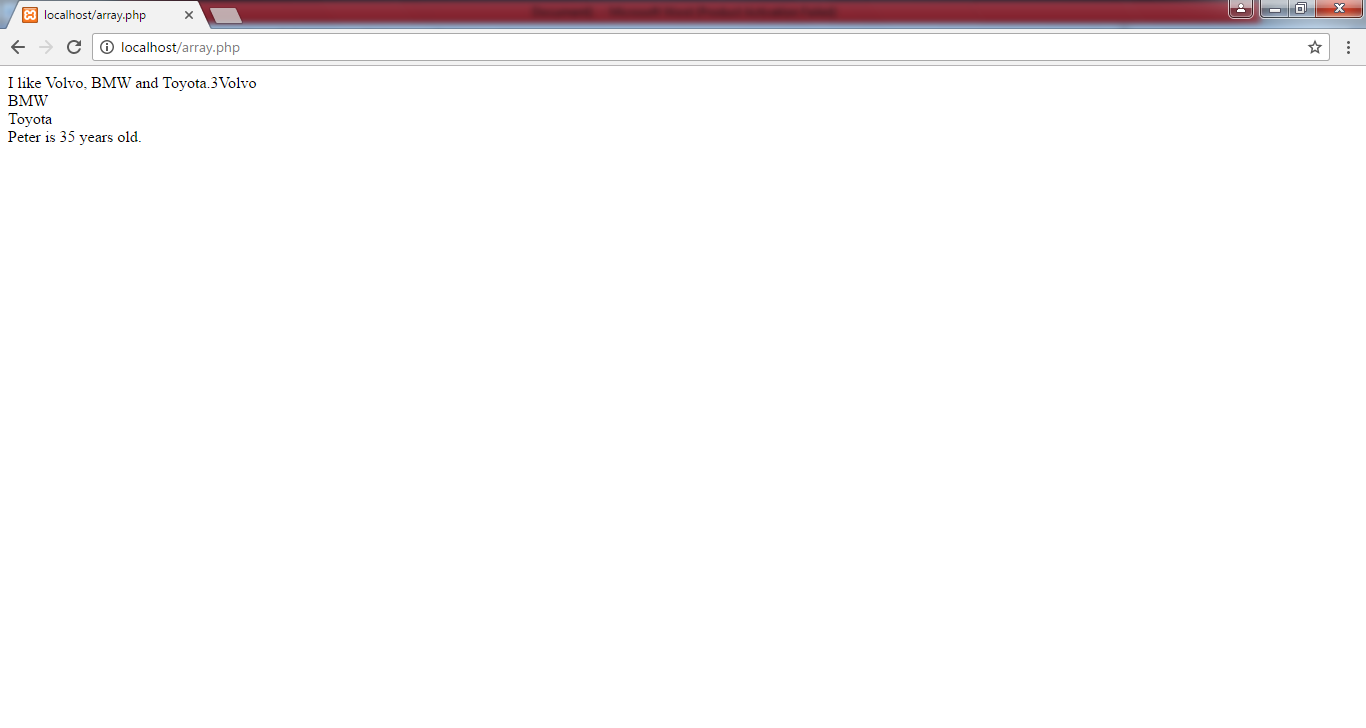 localhost/array.php
localhost/array.php
I like Volvo, BMW and Toyota.3Volvo
BMW
Toyota
Peter is 35 years old.